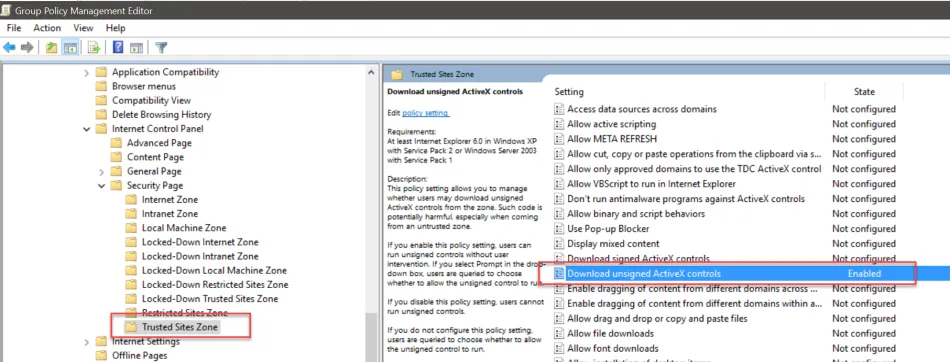 Group Policy Management Editor
File Action View Help
Application Compatibility
Browser menus
Compatibility View
Delete Browsing History
Internet Control Panel
Advanced Page
Content Page
General Page
Security Page
Internet Zone
Intranet Zone
Local Machine Zone
Locked-Down Internet Zone
Locked-Down Intranet Zone
Locked-Down Local Machine Zone
Locked-Down Restricted Sites Zone
Locked-Down Trusted Sites Zone
Restricted Sites Zone
Trusted Sites Zone
Internet Settings
Offline Pages
Trusted Sites Zone
Download unsigned ActiveX controls
Edit policy setting
Requirements:
At least Internet Explorer 6.0 in Windows XP
with Service Pack 2 or Windows Server 2003
with Service Pack 1
Description:
This policy setting allows you to manage
whether users may download unsigned
ActiveX controls from the zone. Such code is
potentially harmful, especially when coming
from an untrusted zone.
If you enable this policy setting, users can
run unsigned controls without user
intervention. If you select Prompt in the drop-
down box, users are queried to choose
whether to allow the unsigned control to run.
If you disable this policy setting, users cannot
run unsigned controls.
If you do not configure this policy setting,
users are queried to choose whether to allow
the unsigned control to run.
Setting State
Access data sources across domains Not configured
Allow active scripting Not configured
Allow META REFRESH Not configured
Allow cut, copy or paste operations from the clipboard via s... Not configured
Allow only approved domains to use the TDC ActiveX control Not configured
Allow VBScript to run in Internet Explorer Not configured
Don't run antimalware programs against ActiveX controls Not configured
Allow binary and script behaviors Not configured
Use Pop-up Blocker Not configured
Display mixed content Not configured
Download signed ActiveX controls Not configured
Download unsigned ActiveX controls Enabled
Enable dragging of content from different domains across ... Not configured
Enable dragging of content from different domains within a... Not configured
Allow drag and drop or copy and paste files Not configured
Allow file downloads Not configured
Allow font downloads Not configured
Allow installation of desktop items Not configured